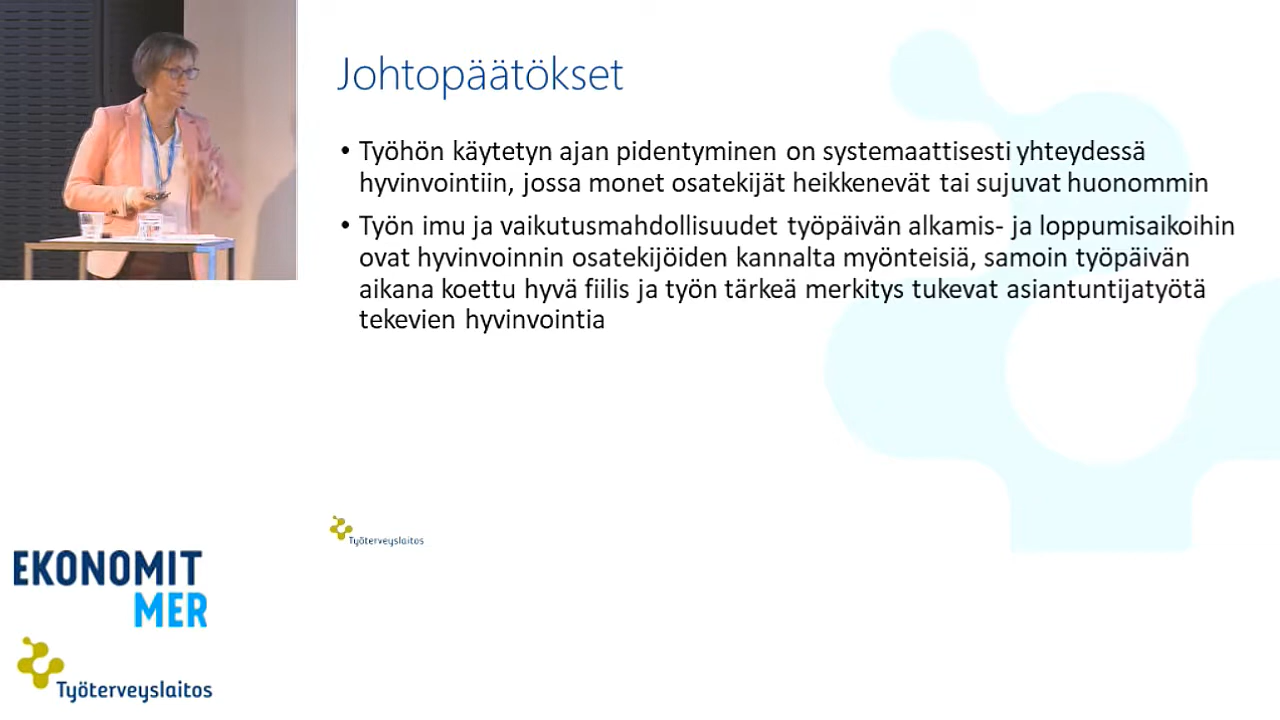 Johtopäätökset
• Työhön käytetyn ajan pidentyminen on systemaattisesti yhteydessä
hyvinvointiin, jossa monet osatekijät heikkenevät tai sujuvat huonommin
• Työn imu ja vaikutusmahdollisuudet työpäivän alkamis- ja loppumisaikoihin
ovat hyvinvoinnin osatekijöiden kannalta myönteisiä, samoin työpäivän
aikana koettu hyvä fiilis ja työn tärkeä merkitys tukevat asiantuntijatyötä
tekevien hyvinvointia
Työterveyslaitos
EKONOMIT
MER
Työterveyslaitos